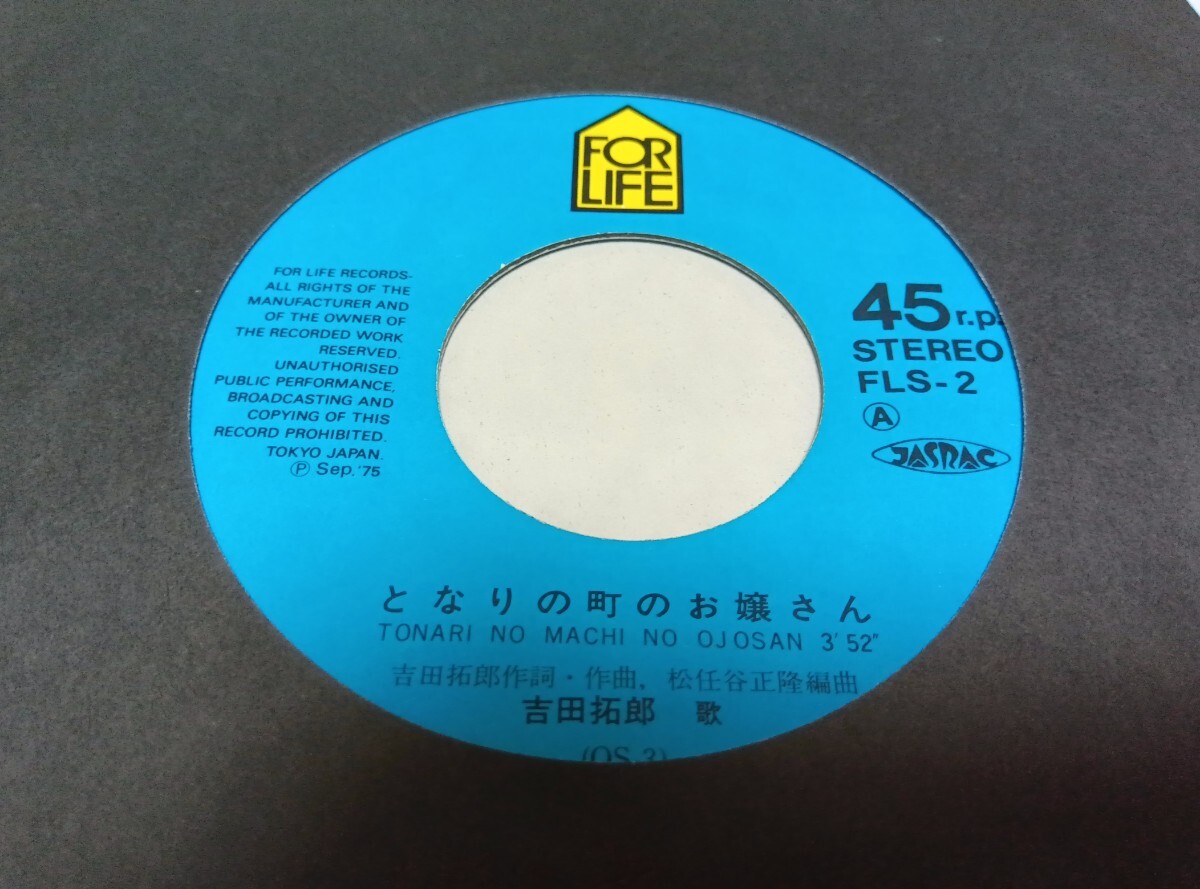 FOR
LIFE
FOR LIFE RECORDS-
ALL RIGHTS OF THE
MANUFACTURER AND
OF THE OWNER OF
THE RECORDED WORK
RESERVED.
UNAUTHORISED
PUBLIC PERFORMANCE,
BROADCASTING AND
COPYING OF THIS
RECORD PROHIBITED.
TOKYO JAPAN.
Ⓟ Sep.'75
45 r.p.
STEREO
FLS-2
Ⓐ
JASRAC
となりの町のお嬢さん
TONARI NO MACHI NO OJOSAN 3'52"
吉田拓郎作詞・作曲, 松任谷正隆編曲
吉田拓郎 歌
(OS 3)